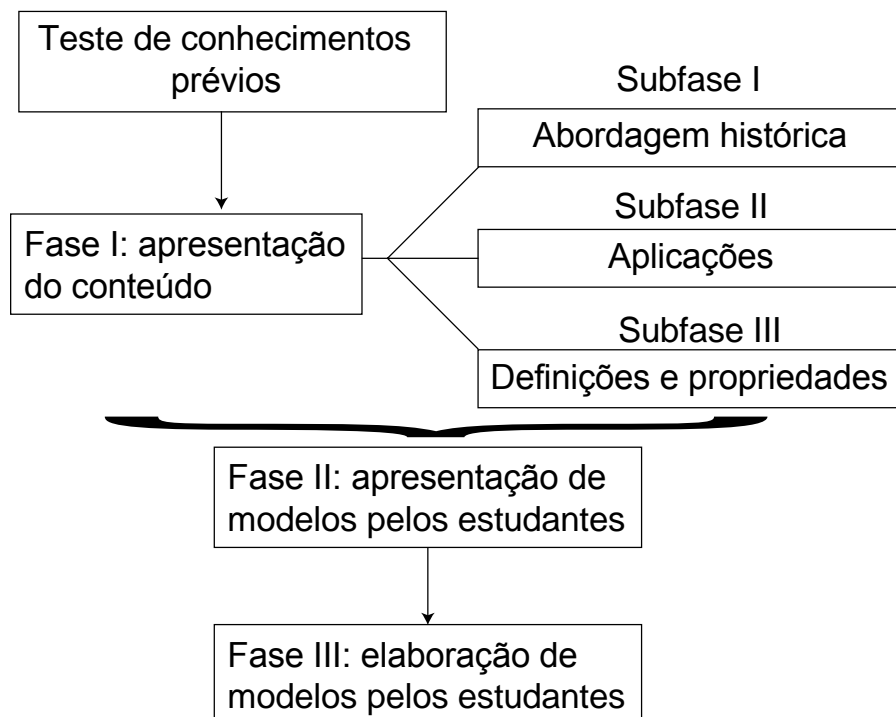 Teste de conhecimentos
prévios
Subfase I
Abordagem histórica
Fase I: apresentação
do conteúdo
Subfase II
Aplicações
Subfase III
Definições e propriedades
Fase II: apresentação de
modelos pelos estudantes
Fase III: elaboração de
modelos pelos estudantes